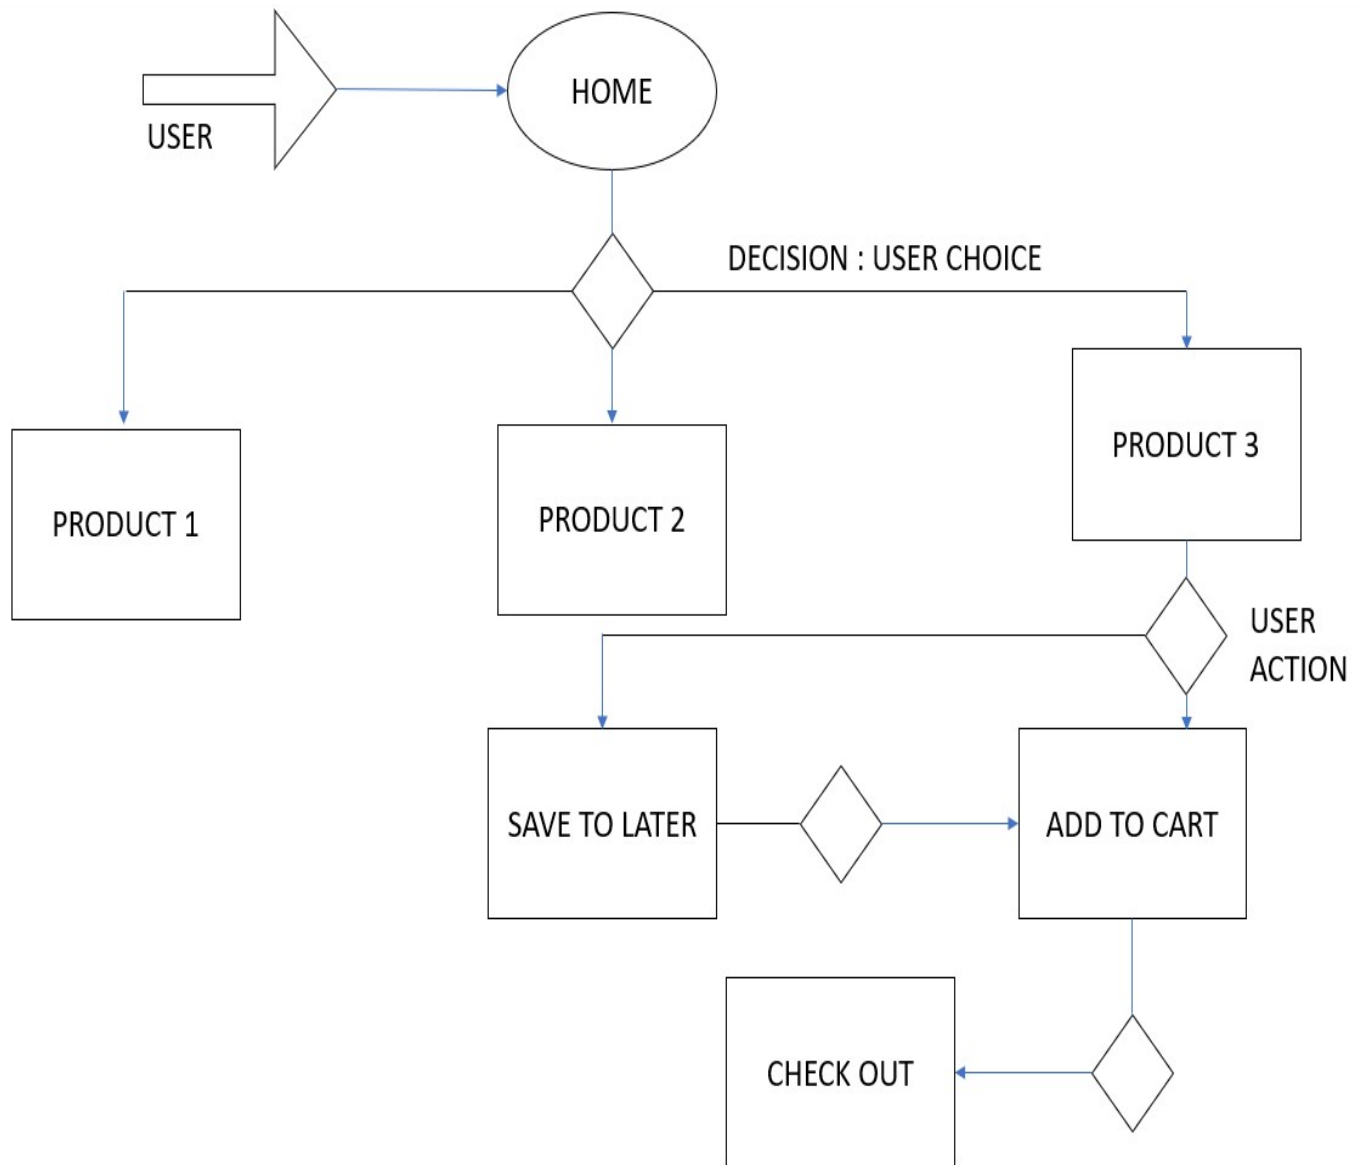 HOME
USER
DECISION : USER CHOICE
PRODUCT 1
PRODUCT 2
PRODUCT 3
USER
ACTION
SAVE TO LATER
ADD TO CART
CHECK OUT